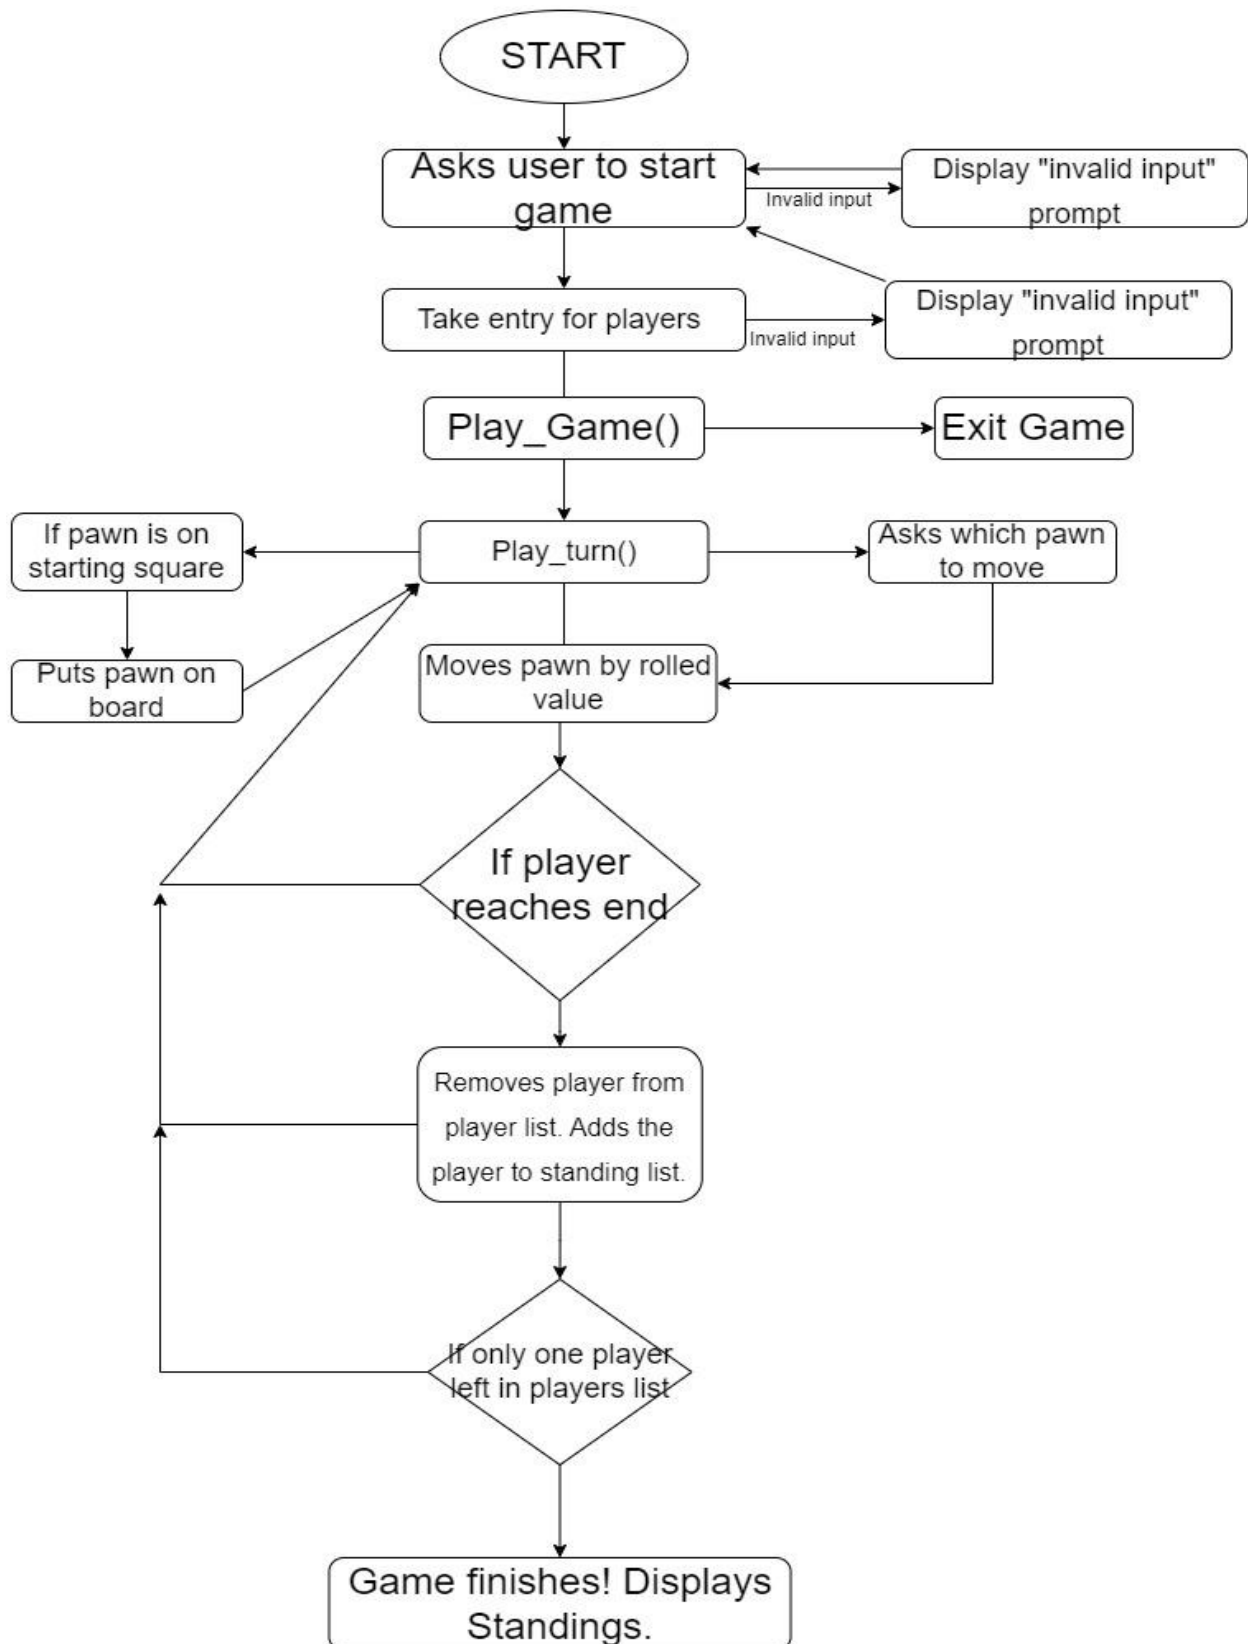 START
Asks user to start
game
Display "invalid input"
prompt
Invalid input
Take entry for players
Display "invalid input"
prompt
Invalid input
Play_Game()
Exit Game
If pawn is on
starting square
Play_turn()
Asks which pawn
to move
Puts pawn on
board
Moves pawn by rolled
value
If player
reaches end
Removes player from
player list. Adds the
player to standing list.
If only one player
left in players list
Game finishes! Displays
Standings.